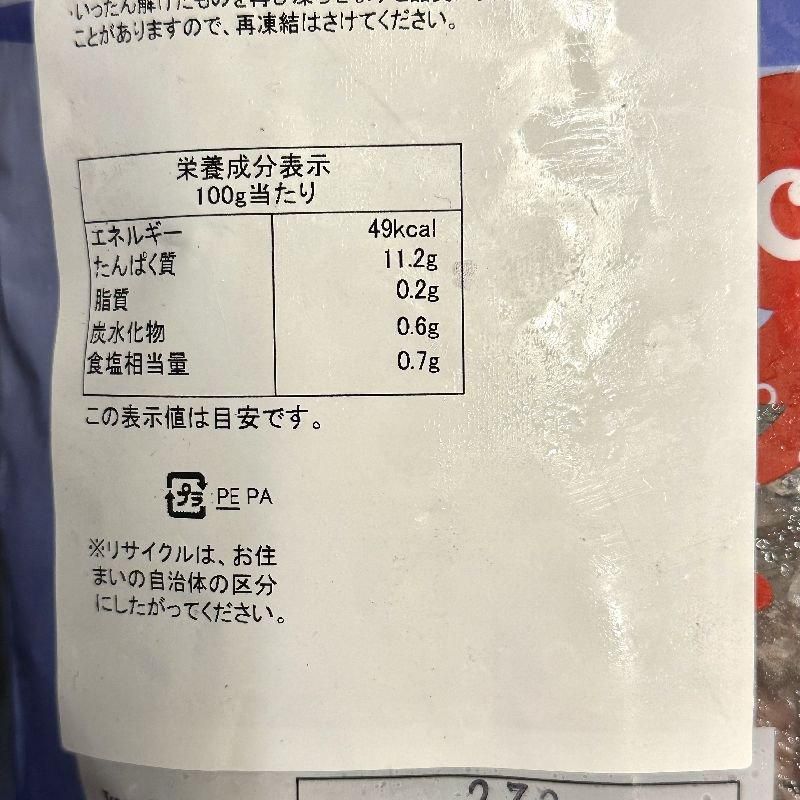 ことがありますので、再凍結はさけてください。
栄養成分表示
100g当たり
エネルギー 49kcal
たんぱく質 11.2g
脂質 0.2g
炭水化物 0.6g
食塩相当量 0.7g
この表示値は目安です。
プラ PE PA
※リサイクルは、お住
まいの自治体の区分
にしたがってください。